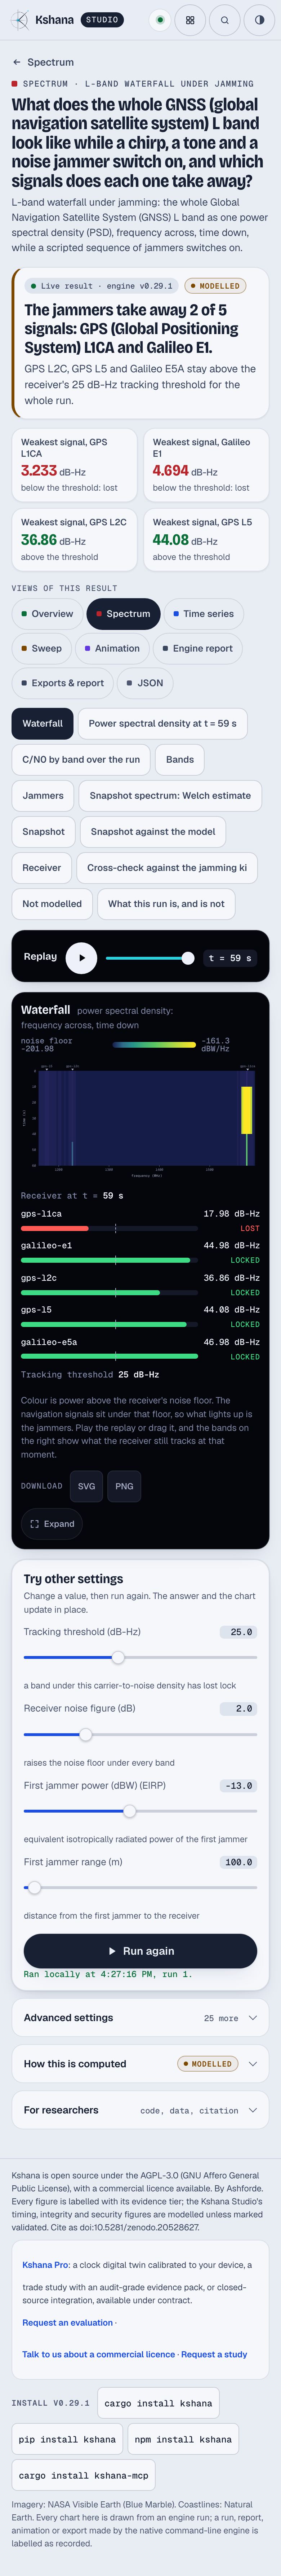 Kshana STUDIO
← Spectrum
SPECTRUM · L-BAND WATERFALL UNDER JAMMING
What does the whole GNSS (global
navigation satellite system) L band
look like while a chirp, a tone and a
noise jammer switch on, and which
signals does each one take away?
L-band waterfall under jamming: the whole Global
Navigation Satellite System (GNSS) L band as one power
spectral density (PSD), frequency across, time down,
while a scripted sequence of jammers switches on.
Live result · engine v0.29.1
MODELLED
The jammers take away 2 of 5
signals: GPS (Global Positioning
System) L1CA and Galileo E1.
GPS L2C, GPS L5 and Galileo E5A stay above the
receiver's 25 dB-Hz tracking threshold for the
whole run.
Weakest signal, GPS
L1CA
3.233 dB-Hz
below the threshold: lost
Weakest signal, Galileo
E1
4.694 dB-Hz
below the threshold: lost
Weakest signal, GPS L2C
36.86 dB-Hz
above the threshold
Weakest signal, GPS L5
44.08 dB-Hz
above the threshold
VIEWS OF THIS RESULT
Overview
Spectrum
Time series
Sweep
Animation
Engine report
Exports & report
JSON
Waterfall
Power spectral density at t = 59 s
C/N0 by band over the run
Bands
Jammers
Snapshot spectrum: Welch estimate
Snapshot
Snapshot against the model
Receiver
Cross-check against the jamming ki
Not modelled
What this run is, and is not
Replay
t = 59 s
Waterfall power spectral density:
frequency across, time down
noise floor
-201.98
-161.3
dBW/Hz
Receiver at t = 59 s
gps-l1ca 17.98 dB-Hz
LOST
galileo-e1 44.98 dB-Hz
LOCKED
gps-l2c 36.86 dB-Hz
LOCKED
gps-l5 44.08 dB-Hz
LOCKED
galileo-e5a 46.98 dB-Hz
LOCKED
Tracking threshold 25 dB-Hz
Colour is power above the receiver's noise floor. The
navigation signals sit under that floor, so what lights up is
the jammers. Play the replay or drag it, and the bands on
the right show what the receiver still tracks at that
moment.
DOWNLOAD SVG PNG
Expand
Try other settings
Change a value, then run again. The answer and the chart
update in place.
Tracking threshold (dB-Hz) 25.0
a band under this carrier-to-noise density has lost lock
Receiver noise figure (dB) 2.0
raises the noise floor under every band
First jammer power (dBW) (EIRP) -13.0
equivalent isotropically radiated power of the first jammer
First jammer range (m) 100.0
distance from the first jammer to the receiver
Run again
Ran locally at 4:27:16 PM, run 1.
Advanced settings 25 more
How this is computed MODELLED
For researchers code, data, citation
Kshana is open source under the AGPL-3.0 (GNU Affero General
Public License), with a commercial licence available. By Ashforde.
Every figure is labelled with its evidence tier; the Kshana Studio's
timing, integrity and security figures are modelled unless marked
validated. Cite as doi:10.5281/zenodo.20528627.
Kshana Pro: a clock digital twin calibrated to your device, a
trade study with an audit-grade evidence pack, or closed-
source integration, available under contract.
Request an evaluation ·
Talk to us about a commercial licence · Request a study
INSTALL V0.29.1 cargo install kshana
pip install kshana npm install kshana
cargo install kshana-mcp
Imagery: NASA Visible Earth (Blue Marble). Coastlines: Natural
Earth. Every chart here is drawn from an engine run; a run, report,
animation or export made by the native command-line engine is
labelled as recorded.